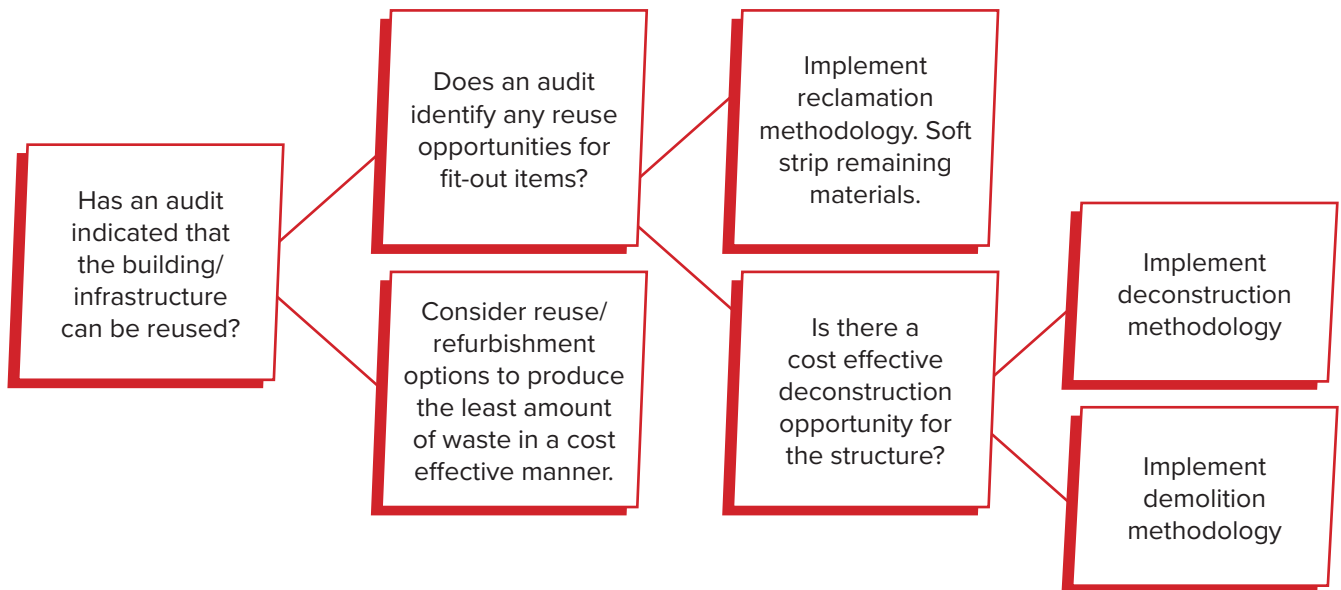 Has an audit
indicated that
the building/
infrastructure
can be reused?
Does an audit
identify any reuse
opportunities for
fit-out items?
Consider reuse/
refurbishment
options to produce
the least amount
of waste in a cost
effective manner.
Implement
reclamation
methodology. Soft
strip remaining
materials.
Is there a
cost effective
deconstruction
opportunity for
the structure?
Implement
deconstruction
methodology
Implement
demolition
methodology